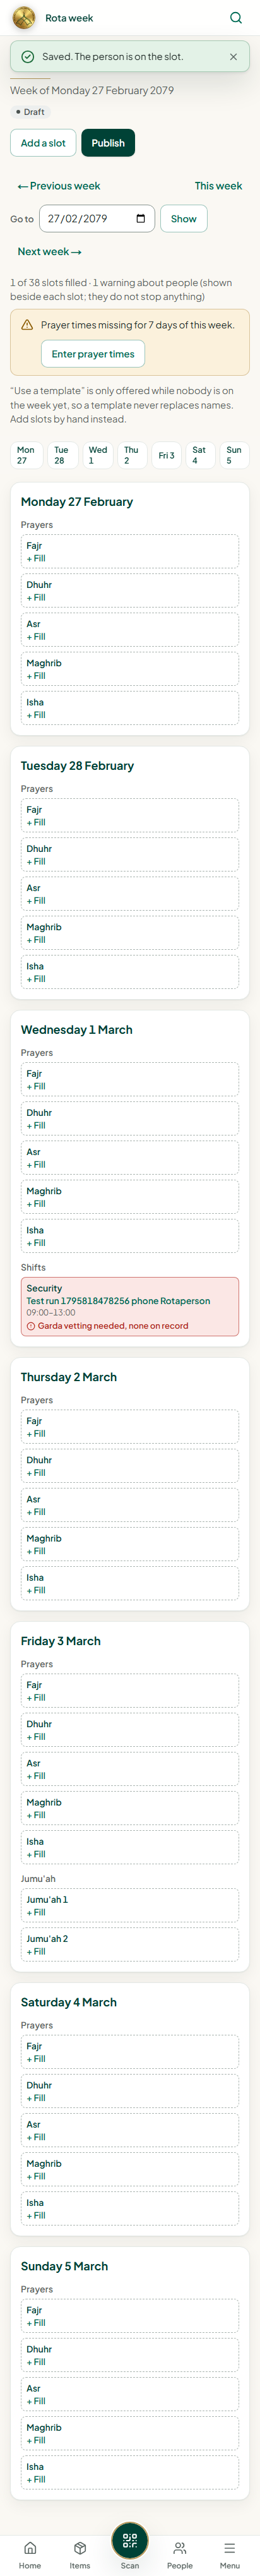 Rota week
Saved. The person is on the slot.
Week of Monday 27 February 2079
Draft
Add a slot
Publish
← Previous week
This week
Go to
27/02/2079
Show
Next week →
1 of 38 slots filled · 1 warning about people (shown
beside each slot; they do not stop anything)
Prayer times missing for 7 days of this week.
Enter prayer times
“Use a template” is only offered while nobody is on
the week yet, so a template never replaces names.
Add slots by hand instead.
Mon
27
Tue
28
Wed
1
Thu
2
Fri 3
Sat
4
Sun
5
Monday 27 February
Prayers
Fajr
+ Fill
Dhuhr
+ Fill
Asr
+ Fill
Maghrib
+ Fill
Isha
+ Fill
Tuesday 28 February
Prayers
Fajr
+ Fill
Dhuhr
+ Fill
Asr
+ Fill
Maghrib
+ Fill
Isha
+ Fill
Wednesday 1 March
Prayers
Fajr
+ Fill
Dhuhr
+ Fill
Asr
+ Fill
Maghrib
+ Fill
Isha
+ Fill
Shifts
Security
Test run 1795818478256 phone Rotaperson
09:00–13:00
Garda vetting needed, none on record
Thursday 2 March
Prayers
Fajr
+ Fill
Dhuhr
+ Fill
Asr
+ Fill
Maghrib
+ Fill
Isha
+ Fill
Friday 3 March
Prayers
Fajr
+ Fill
Dhuhr
+ Fill
Asr
+ Fill
Maghrib
+ Fill
Isha
+ Fill
Jumu‘ah
Jumu‘ah 1
+ Fill
Jumu‘ah 2
+ Fill
Saturday 4 March
Prayers
Fajr
+ Fill
Dhuhr
+ Fill
Asr
+ Fill
Maghrib
+ Fill
Isha
+ Fill
Sunday 5 March
Prayers
Fajr
+ Fill
Dhuhr
+ Fill
Asr
+ Fill
Maghrib
+ Fill
Isha
+ Fill
Home
Items
Scan
People
Menu